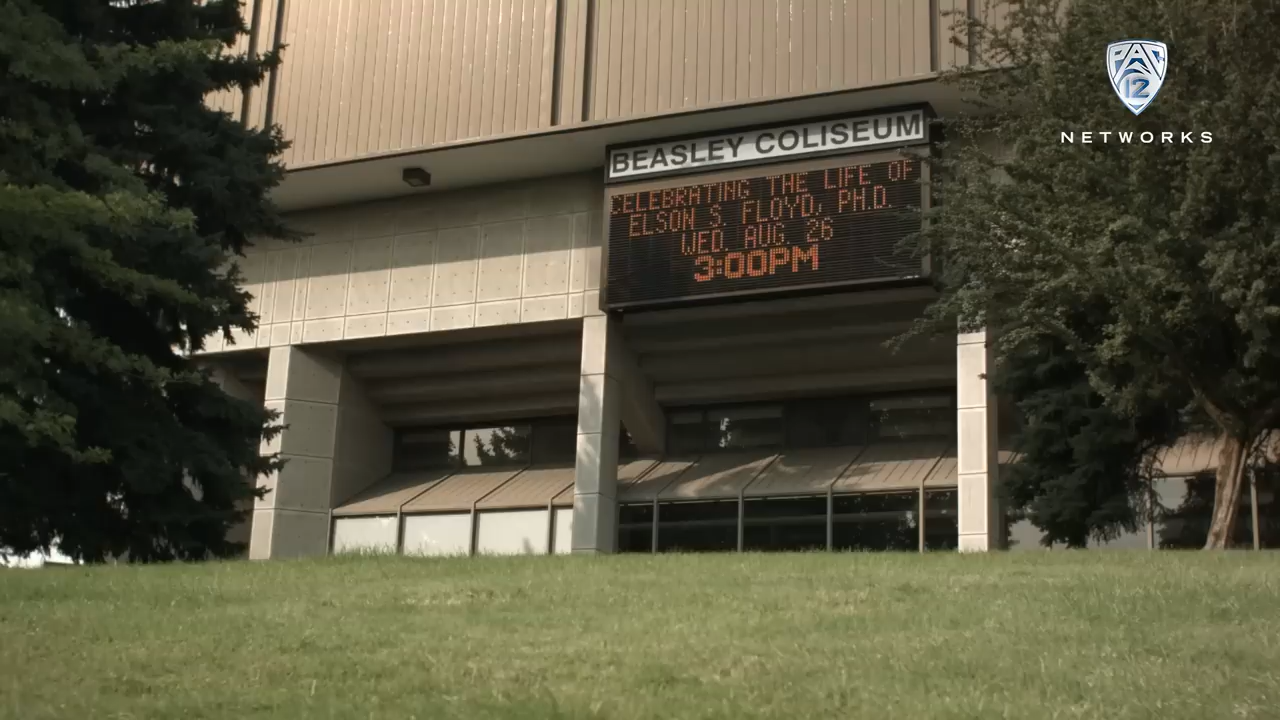 PAC
12
NETWORKS
BEASLEY COLISEUM
CELEBRATING THE LIFE OF
ELSON S. FLOYD, PH.D.
WED. AUG 26
3:00PM